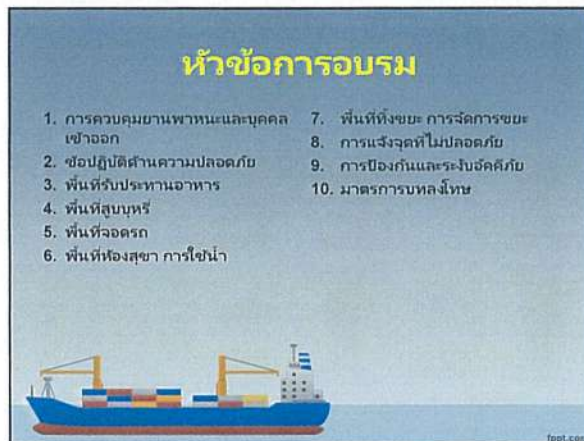 หัวข้อการอบรม
1. การควบคุมยานพาหนะและบุคคล
เข้าออก
2. ข้อปฏิบัติด้านความปลอดภัย
3. พื้นที่รับประทานอาหาร
4. พื้นที่สูบบุหรี่
5. พื้นที่จอดรถ
6. พื้นที่ห้องสุขา การใช้น้ำ
7. พื้นที่ทิ้งขยะ การจัดการขยะ
8. การแจ้งจุดที่ไม่ปลอดภัย
9. การป้องกันและระงับอัคคีภัย
10. มาตรการบทลงโทษ
fppt.com